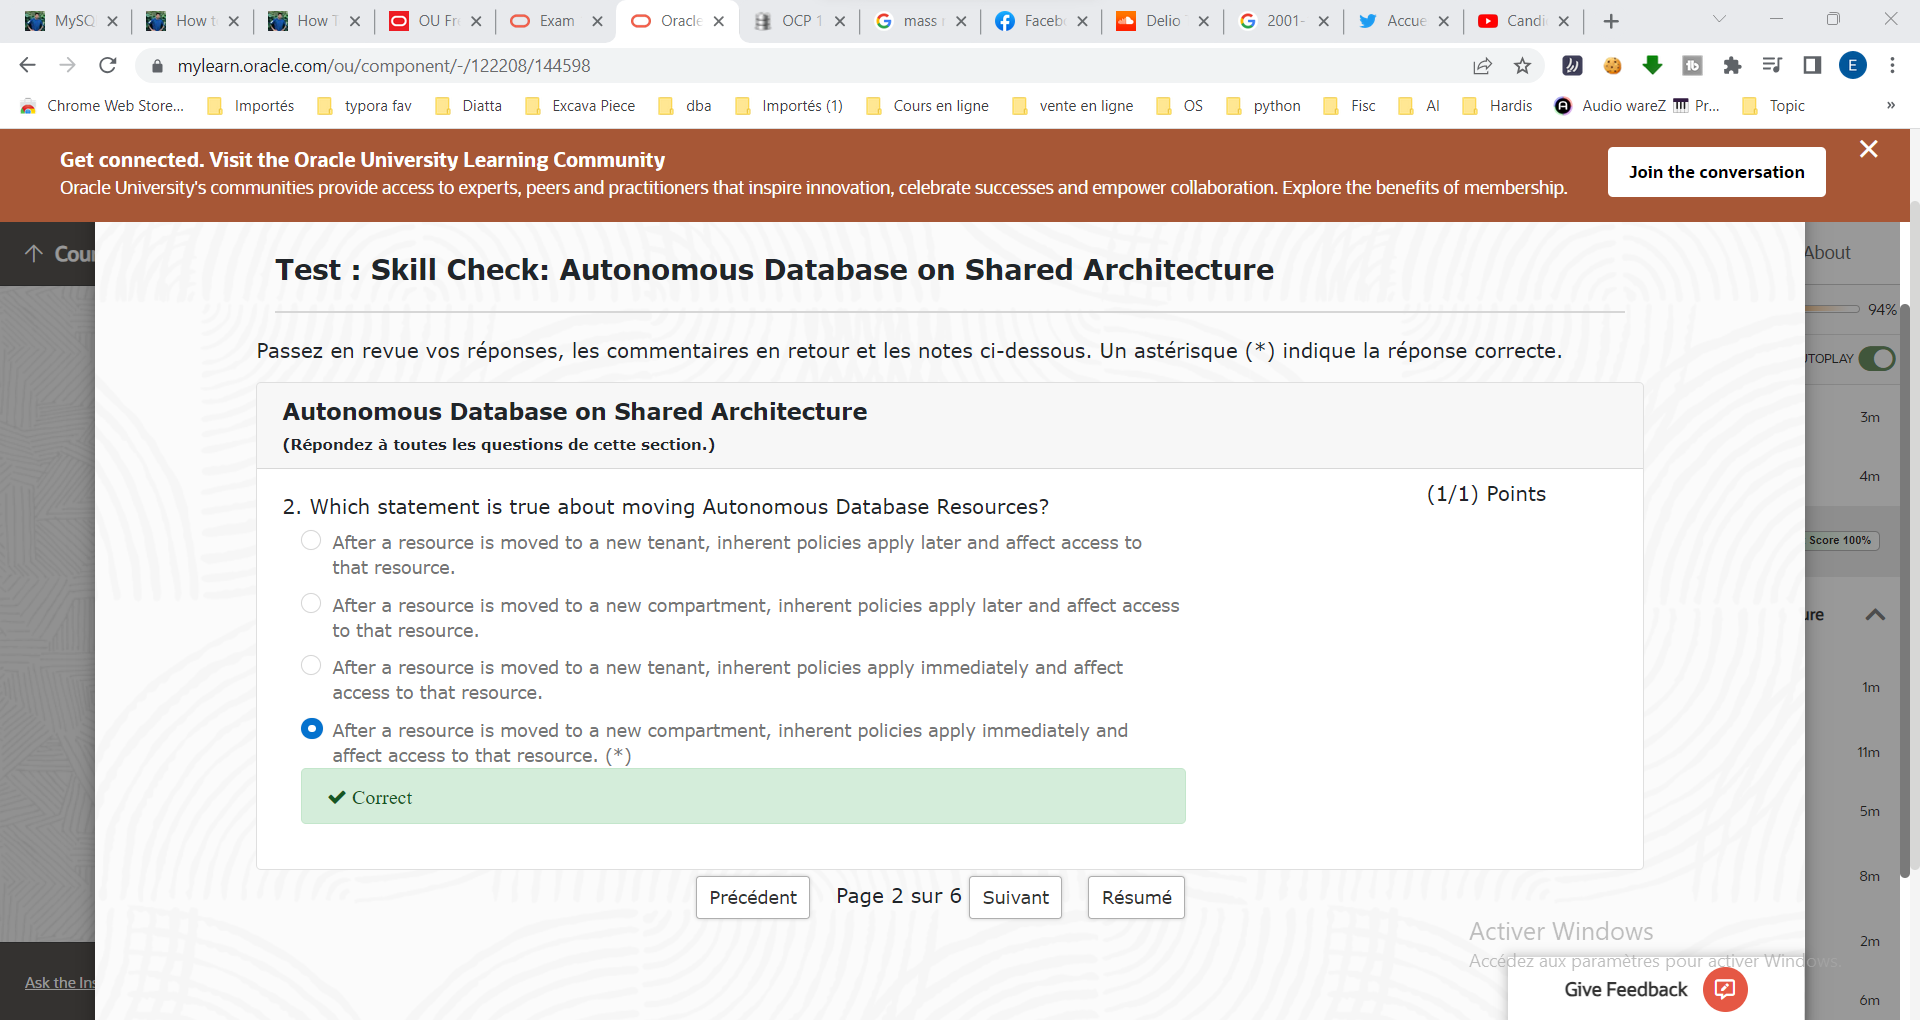 MySQ
How t
How T
OU Fr
Exam
Oracle
OCP 1
mass
Faceb
Delio
2001-
Accue
Candi
mylearn.oracle.com/ou/component/-/122208/144598
E
Chrome Web Store...
Importés
typora fav
Diatta
Excava Piece
dba
Importés (1)
Cours en ligne
vente en ligne
OS
python
Fisc
AI
Hardis
Audio wareZ
Pr...
Topic
»
Get connected. Visit the Oracle University Learning Community
Oracle University's communities provide access to experts, peers and practitioners that inspire innovation, celebrate successes and empower collaboration. Explore the benefits of membership.
Join the conversation
Cour
About
94%
TOPLAY
Test : Skill Check: Autonomous Database on Shared Architecture
Passez en revue vos réponses, les commentaires en retour et les notes ci-dessous. Un astérisque (*) indique la réponse correcte.
Autonomous Database on Shared Architecture
(Répondez à toutes les questions de cette section.)
3m
4m
2. Which statement is true about moving Autonomous Database Resources?
(1/1) Points
After a resource is moved to a new tenant, inherent policies apply later and affect access to
that resource.
Score 100%
After a resource is moved to a new compartment, inherent policies apply later and affect access
to that resource.
ure
After a resource is moved to a new tenant, inherent policies apply immediately and affect
access to that resource.
1m
After a resource is moved to a new compartment, inherent policies apply immediately and
affect access to that resource. (*)
11m
Correct
5m
8m
Précédent
Page 2 sur 6
Suivant
Résumé
Activer Windows
Accédez aux paramètres pour activer Windows.
2m
Ask the Ins
Give Feedback
6m